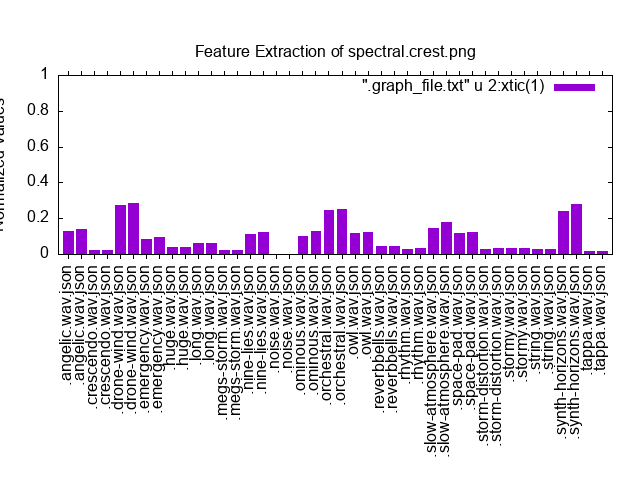 Feature Extraction of spectral.crest.png
".graph_file.txt" u 2:xtic(1)
Normalized Values
1
0.8
0.6
0.4
0.2
0
.angelic.wav.json
.angelic.wav.json
.crescendo.wav.json
.crescendo.wav.json
.drone-wind.wav.json
.drone-wind.wav.json
.emergency.wav.json
.emergency.wav.json
.huge.wav.json
.huge.wav.json
.long.wav.json
.long.wav.json
.megs-storm.wav.json
.megs-storm.wav.json
.nine-lies.wav.json
.nine-lies.wav.json
.noise.wav.json
.noise.wav.json
.ominous.wav.json
.ominous.wav.json
.orchestral.wav.json
.orchestral.wav.json
.owl.wav.json
.owl.wav.json
.reverbbells.wav.json
.reverbbells.wav.json
.rhythm.wav.json
.rhythm.wav.json
.slow-atmosphere.wav.json
.slow-atmosphere.wav.json
.space-pad.wav.json
.space-pad.wav.json
.storm-distortion.wav.json
.storm-distortion.wav.json
.stormy.wav.json
.stormy.wav.json
.string.wav.json
.string.wav.json
.synth-horizons.wav.json
.synth-horizons.wav.json
.tappa.wav.json
.tappa.wav.json